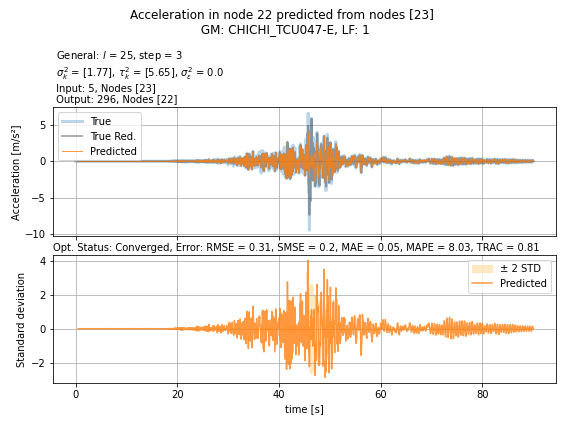 Acceleration in node 22 predicted from nodes [23]
GM: CHICHI_TCU047-E, LF: 1
General: l = 25, step = 3
σ²ₖ = [1.77], τ²ₖ = [5.65], σ²ε = 0.0
Input: 5, Nodes [23]
Output: 296, Nodes [22]
True
True Red.
Predicted
Acceleration [m/s²]
5
0
−5
−10
Opt. Status: Converged, Error: RMSE = 0.31, SMSE = 0.2, MAE = 0.05, MAPE = 8.03, TRAC = 0.81
± 2 STD
Predicted
Standard deviation
4
2
0
−2
0 20 40 60 80
time [s]